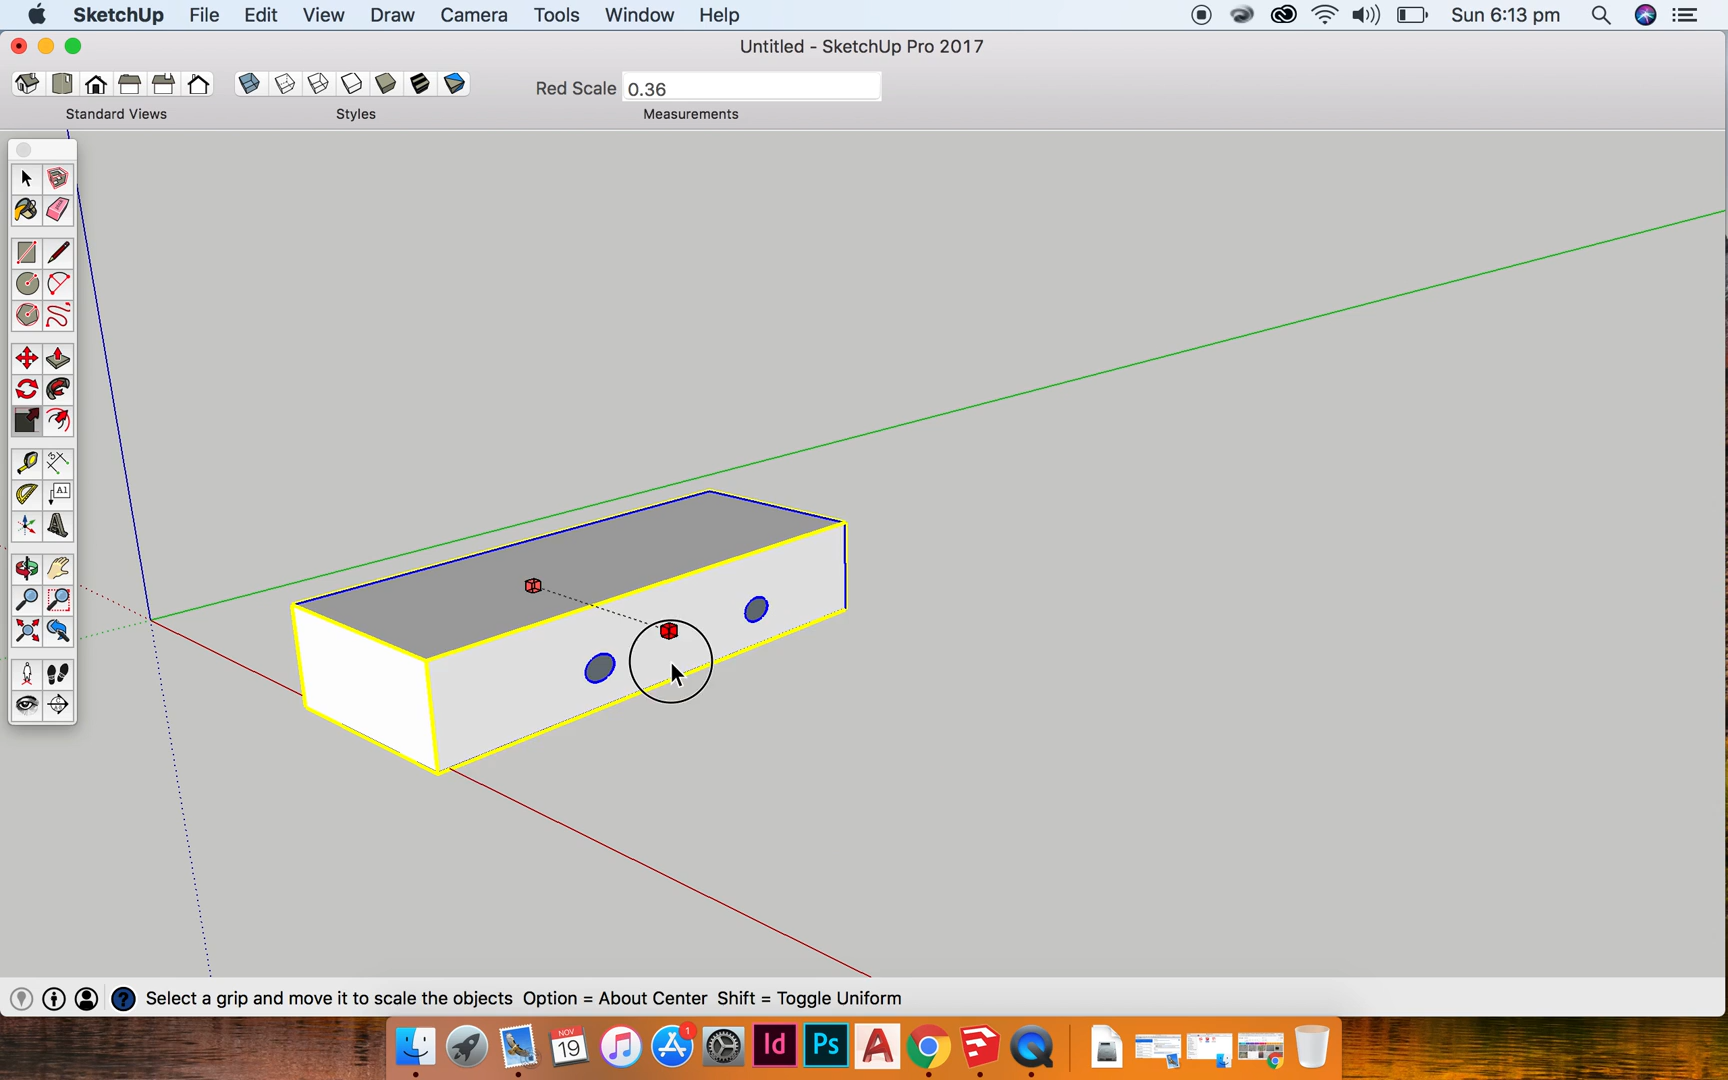 SketchUp File Edit View Draw Camera Tools Window Help Sun 6:13 pm
Untitled - SketchUp Pro 2017
Red Scale 0.36
Standard Views Styles Measurements
A1
Select a grip and move it to scale the objects Option = About Center Shift = Toggle Uniform
NOV
19
1
Id
Ps